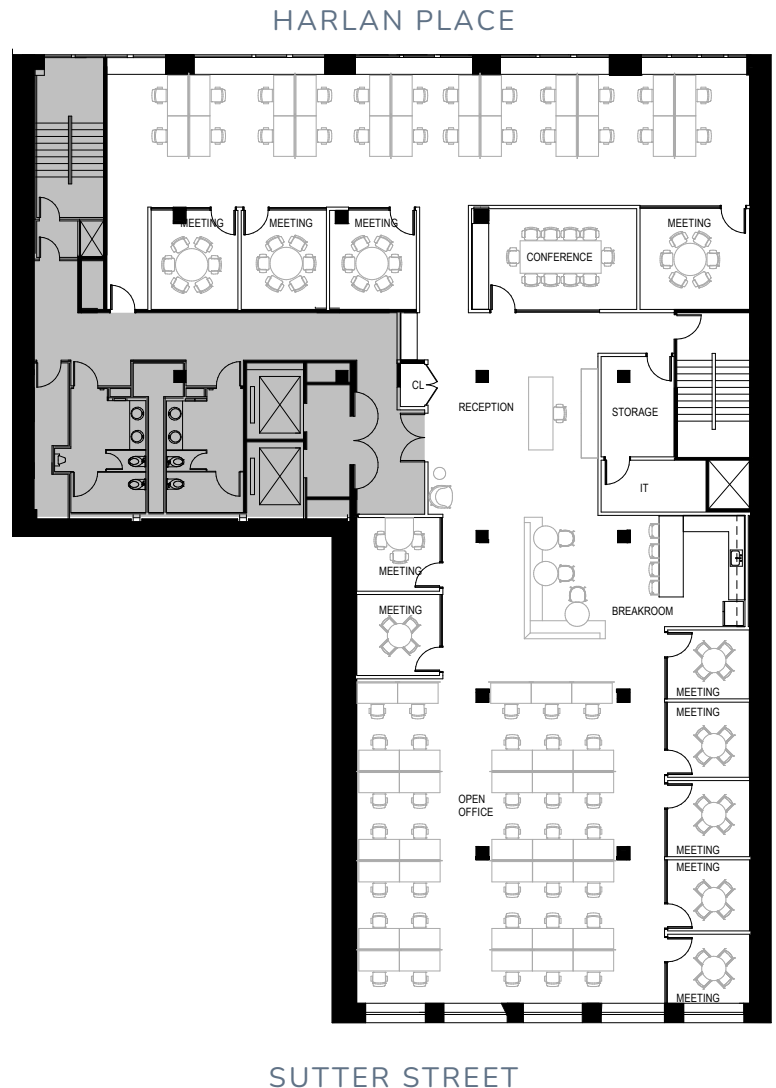 HARLAN PLACE
MEETING
MEETING
MEETING
CONFERENCE
MEETING
CL
RECEPTION
STORAGE
IT
MEETING
MEETING
BREAKROOM
MEETING
MEETING
OPEN
OFFICE
MEETING
MEETING
MEETING
SUTTER STREET